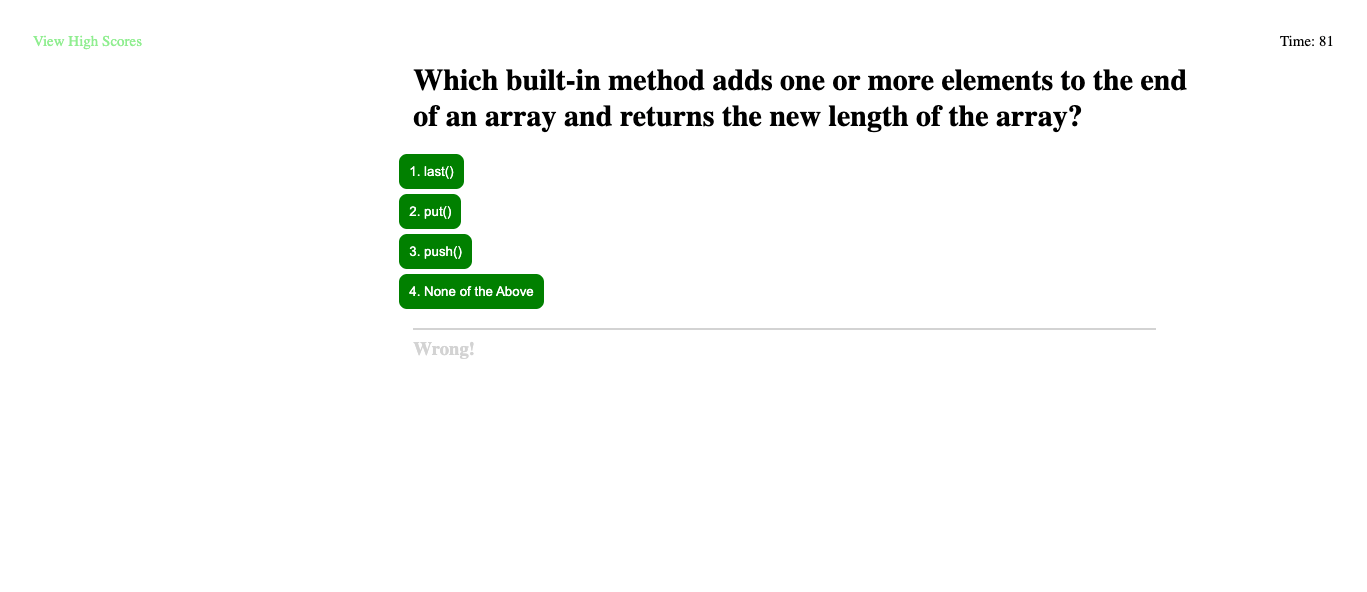 View High Scores
Time: 81
Which built-in method adds one or more elements to the end
of an array and returns the new length of the array?
1. last()
2. put()
3. push()
4. None of the Above
Wrong!